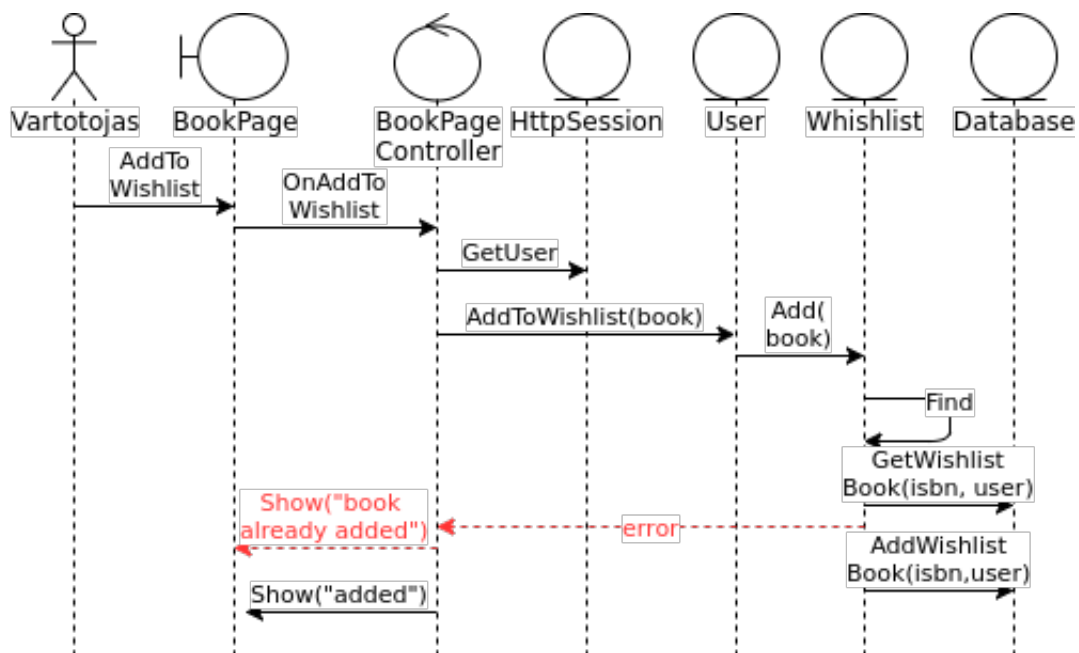 Vartotojas
BookPage
BookPage
Controller
HttpSession
User
Whishlist
Database
AddTo
Wishlist
OnAddTo
Wishlist
GetUser
AddToWishlist(book)
Add(
book)
Find
GetWishlist
Book(isbn, user)
Show("book
already added")
error
AddWishlist
Book(isbn,user)
Show("added")